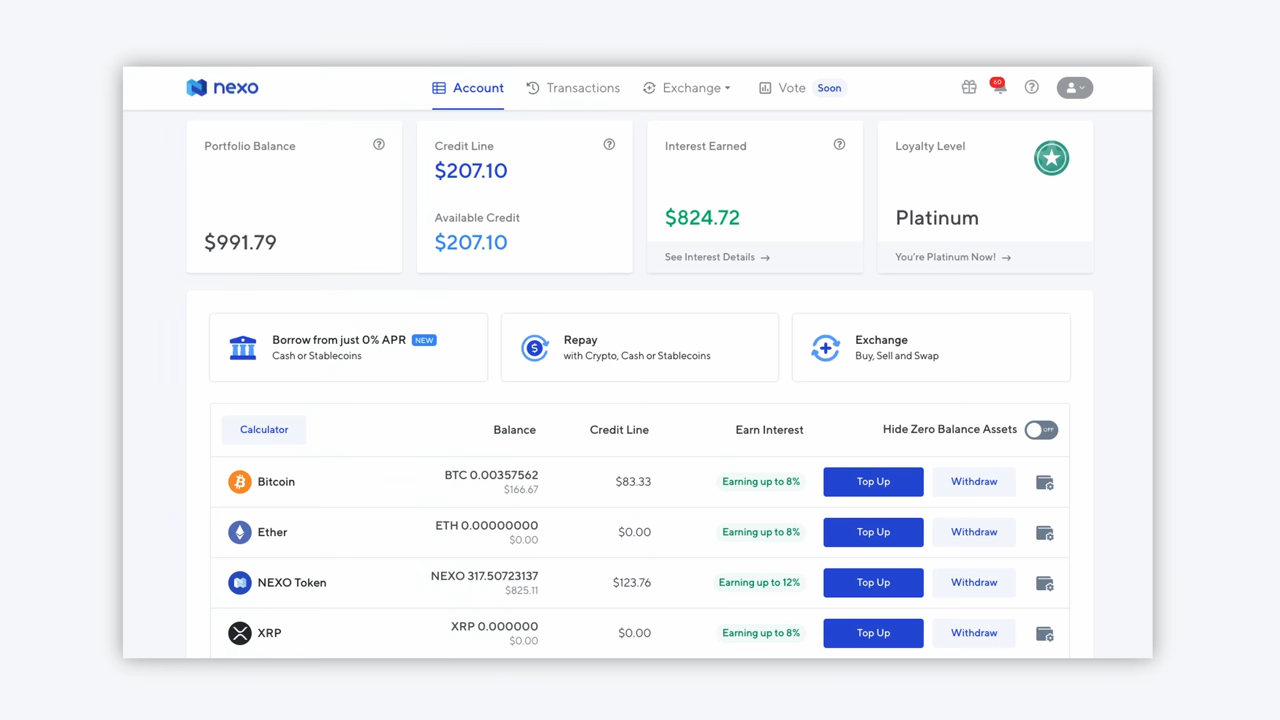 nexo
Account
Transactions
Exchange
Vote
Soon
60
Portfolio Balance
$991.79
Credit Line
$207.10
Available Credit
$207.10
Interest Earned
$824.72
See Interest Details →
Loyalty Level
Platinum
You're Platinum Now! →
Borrow from just 0% APR NEW
Cash or Stablecoins
Repay
with Crypto, Cash or Stablecoins
Exchange
Buy, Sell and Swap
Calculator Balance Credit Line Earn Interest Hide Zero Balance Assets OFF
Bitcoin BTC 0.00357562 $83.33 Earning up to 8% Top Up Withdraw
$166.67
Ether ETH 0.00000000 $0.00 Earning up to 8% Top Up Withdraw
$0.00
NEXO Token NEXO 317.50723137 $123.76 Earning up to 12% Top Up Withdraw
$825.11
XRP XRP 0.000000 $0.00 Earning up to 8% Top Up Withdraw
$0.00